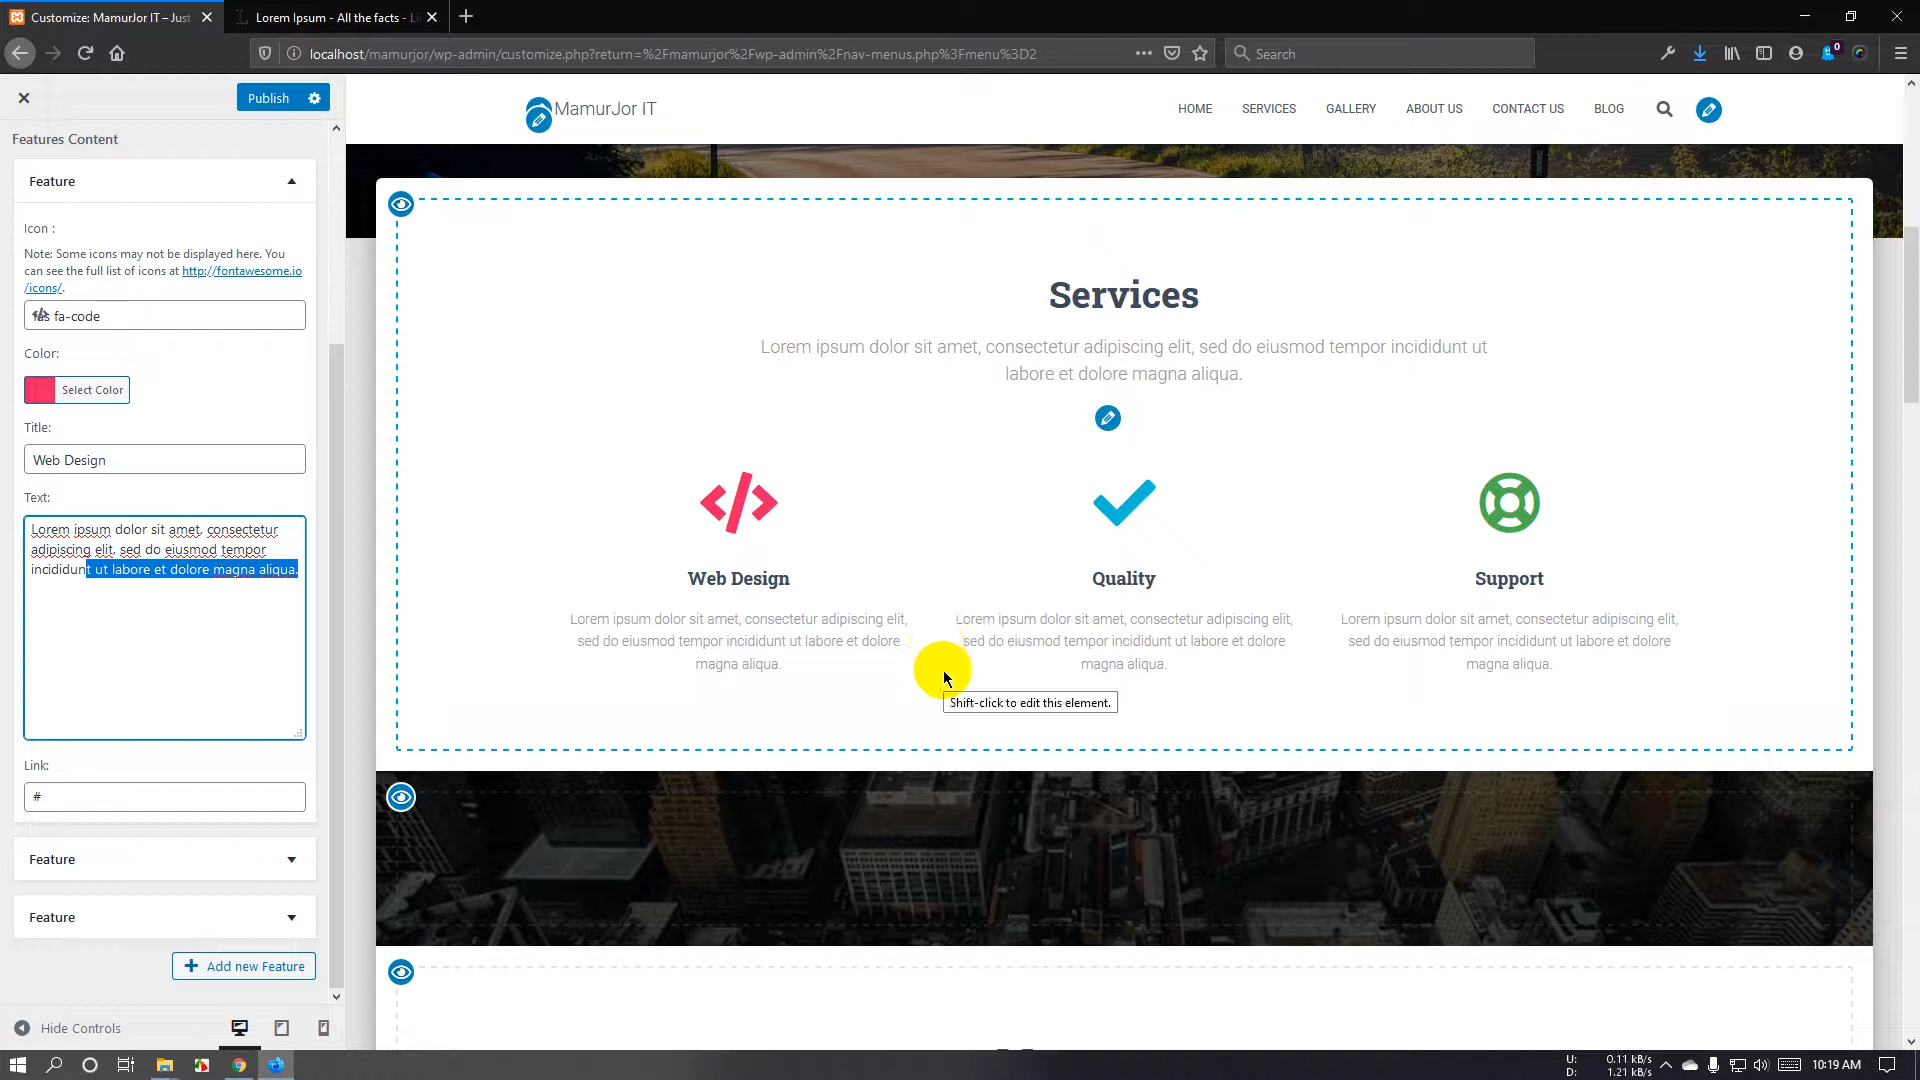 Customize: MamurJor IT – Just
Lorem Ipsum - All the facts - Li
localhost/mamurjor/wp-admin/customize.php?return=%2Fmamurjor%2Fwp-admin%2Fnav-menus.php%3Fmenu%3D2
Search
0
Publish
Features Content
Feature
Icon :
Note: Some icons may not be displayed here. You
can see the full list of icons at http://fontawesome.io
/icons/.
fas fa-code
Color:
Select Color
Title:
Web Design
Text:
Lorem ipsum dolor sit amet, consectetur
adipiscing elit, sed do eiusmod tempor
incididunt ut labore et dolore magna aliqua.
Link:
#
Feature
Feature
Add new Feature
Hide Controls
MamurJor IT
HOME SERVICES GALLERY ABOUT US CONTACT US BLOG
Services
Lorem ipsum dolor sit amet, consectetur adipiscing elit, sed do eiusmod tempor incididunt ut
labore et dolore magna aliqua.
Web Design
Lorem ipsum dolor sit amet, consectetur adipiscing elit,
sed do eiusmod tempor incididunt ut labore et dolore
magna aliqua.
Quality
Lorem ipsum dolor sit amet, consectetur adipiscing elit,
sed do eiusmod tempor incididunt ut labore et dolore
magna aliqua.
Support
Lorem ipsum dolor sit amet, consectetur adipiscing elit,
sed do eiusmod tempor incididunt ut labore et dolore
magna aliqua.
Shift-click to edit this element.
U: 0.11 kB/s
D: 1.21 kB/s
10:19 AM